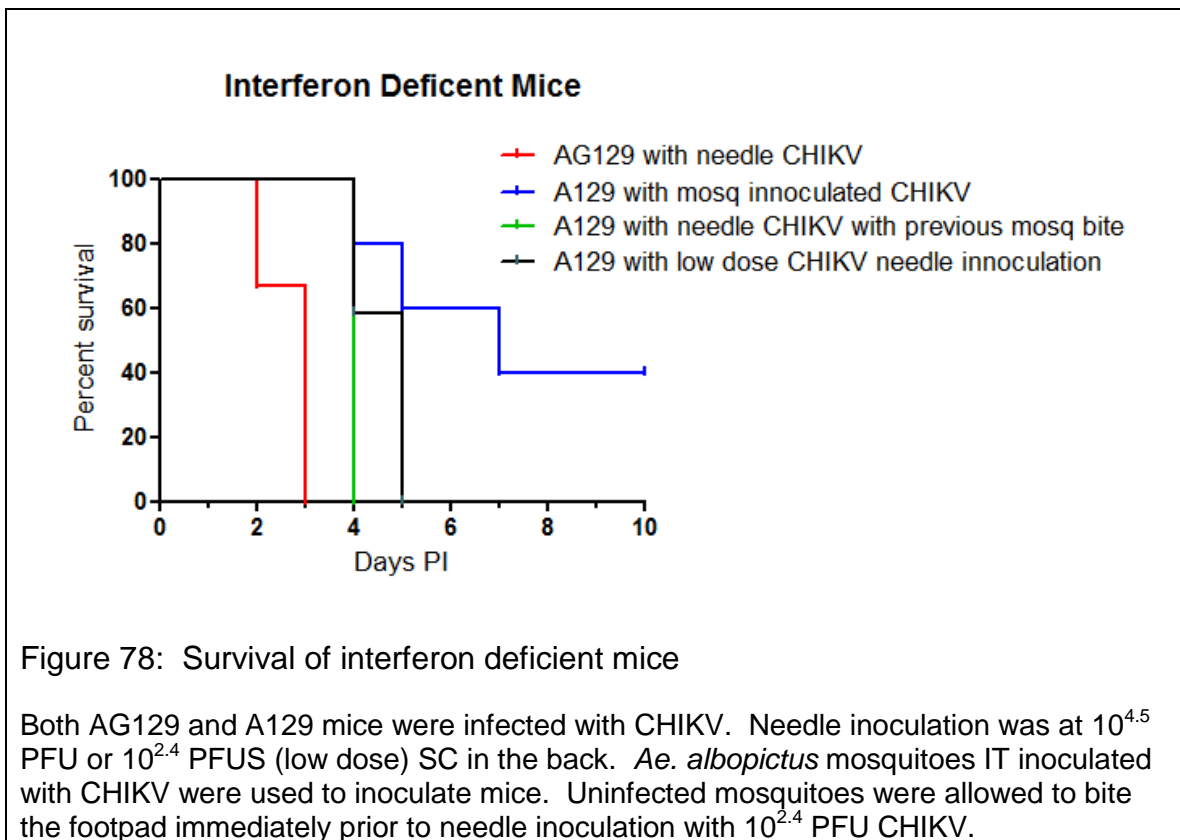 Interferon Deficent Mice
AG129 with needle CHIKV
A129 with mosq innoculated CHIKV
A129 with needle CHIKV with previous mosq bite
A129 with low dose CHIKV needle innoculation
Percent survival
100
80
60
40
20
0
0 2 4 6 8 10
Days PI
Figure 78: Survival of interferon deficient mice
Both AG129 and A129 mice were infected with CHIKV. Needle inoculation was at 10^4.5
PFU or 10^2.4 PFUS (low dose) SC in the back. Ae. albopictus mosquitoes IT inoculated
with CHIKV were used to inoculate mice. Uninfected mosquitoes were allowed to bite
the footpad immediately prior to needle inoculation with 10^2.4 PFU CHIKV.